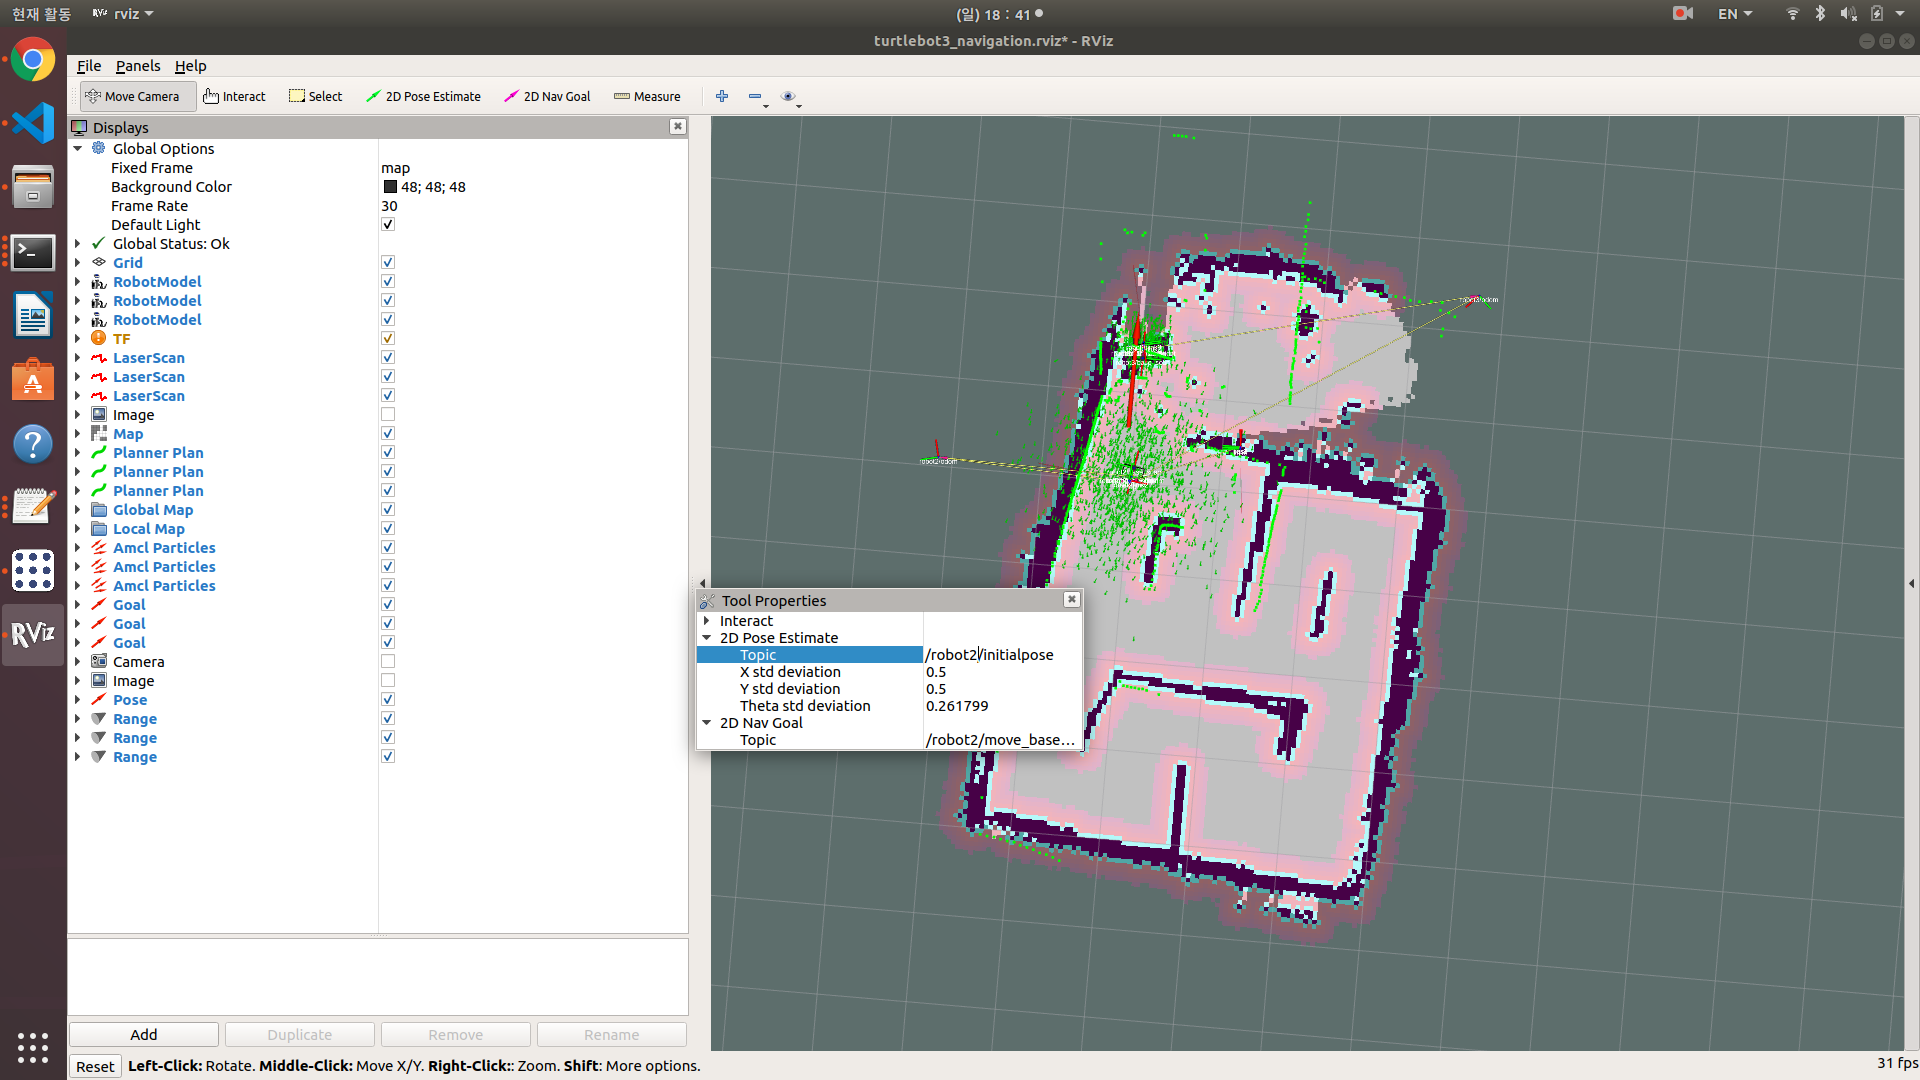 현재 활동
RViz rviz
(일) 18 : 41
EN
turtlebot3_navigation.rviz* - RViz
File Panels Help
Move Camera Interact Select 2D Pose Estimate 2D Nav Goal Measure
Displays
Global Options
Fixed Frame map
Background Color 48; 48; 48
Frame Rate 30
Default Light
Global Status: Ok
Grid
RobotModel
RobotModel
RobotModel
TF
LaserScan
LaserScan
LaserScan
Image
Map
Planner Plan
Planner Plan
Planner Plan
Global Map
Local Map
Amcl Particles
Amcl Particles
Amcl Particles
Goal
Goal
Goal
Camera
Image
Pose
Range
Range
Range
RViz
robot3/odom
robot2/odom
Tool Properties
Interact
2D Pose Estimate
Topic /robot2/initialpose
X std deviation 0.5
Y std deviation 0.5
Theta std deviation 0.261799
2D Nav Goal
Topic /robot2/move_base…
Add Duplicate Remove Rename
Reset Left-Click: Rotate. Middle-Click: Move X/Y. Right-Click:: Zoom. Shift: More options.
31 fps